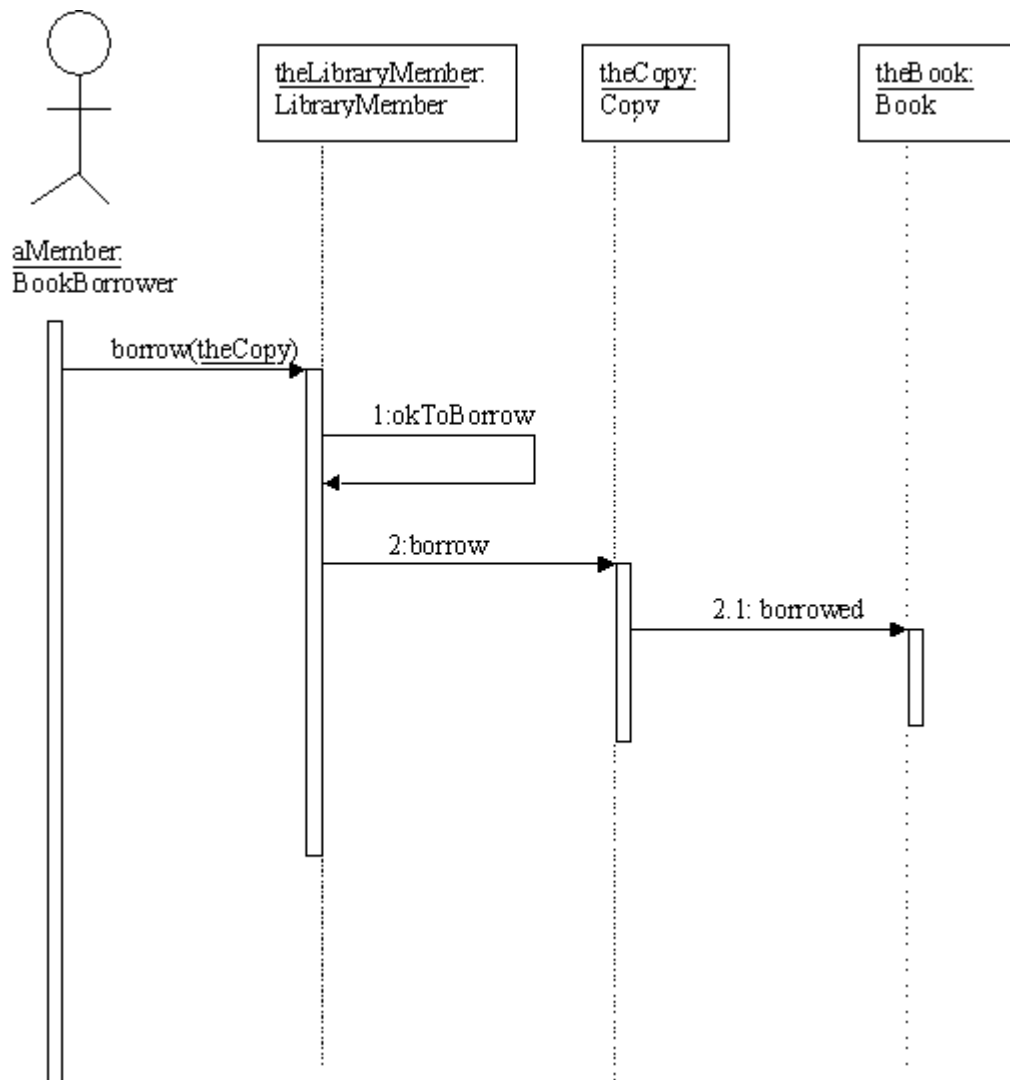 theLibraryMember:
LibraryMember
theCopy:
Copy
theBook:
Book
aMember:
BookBorrower
borrow(theCopy)
1:okToBorrow
2:borrow
2.1: borrowed